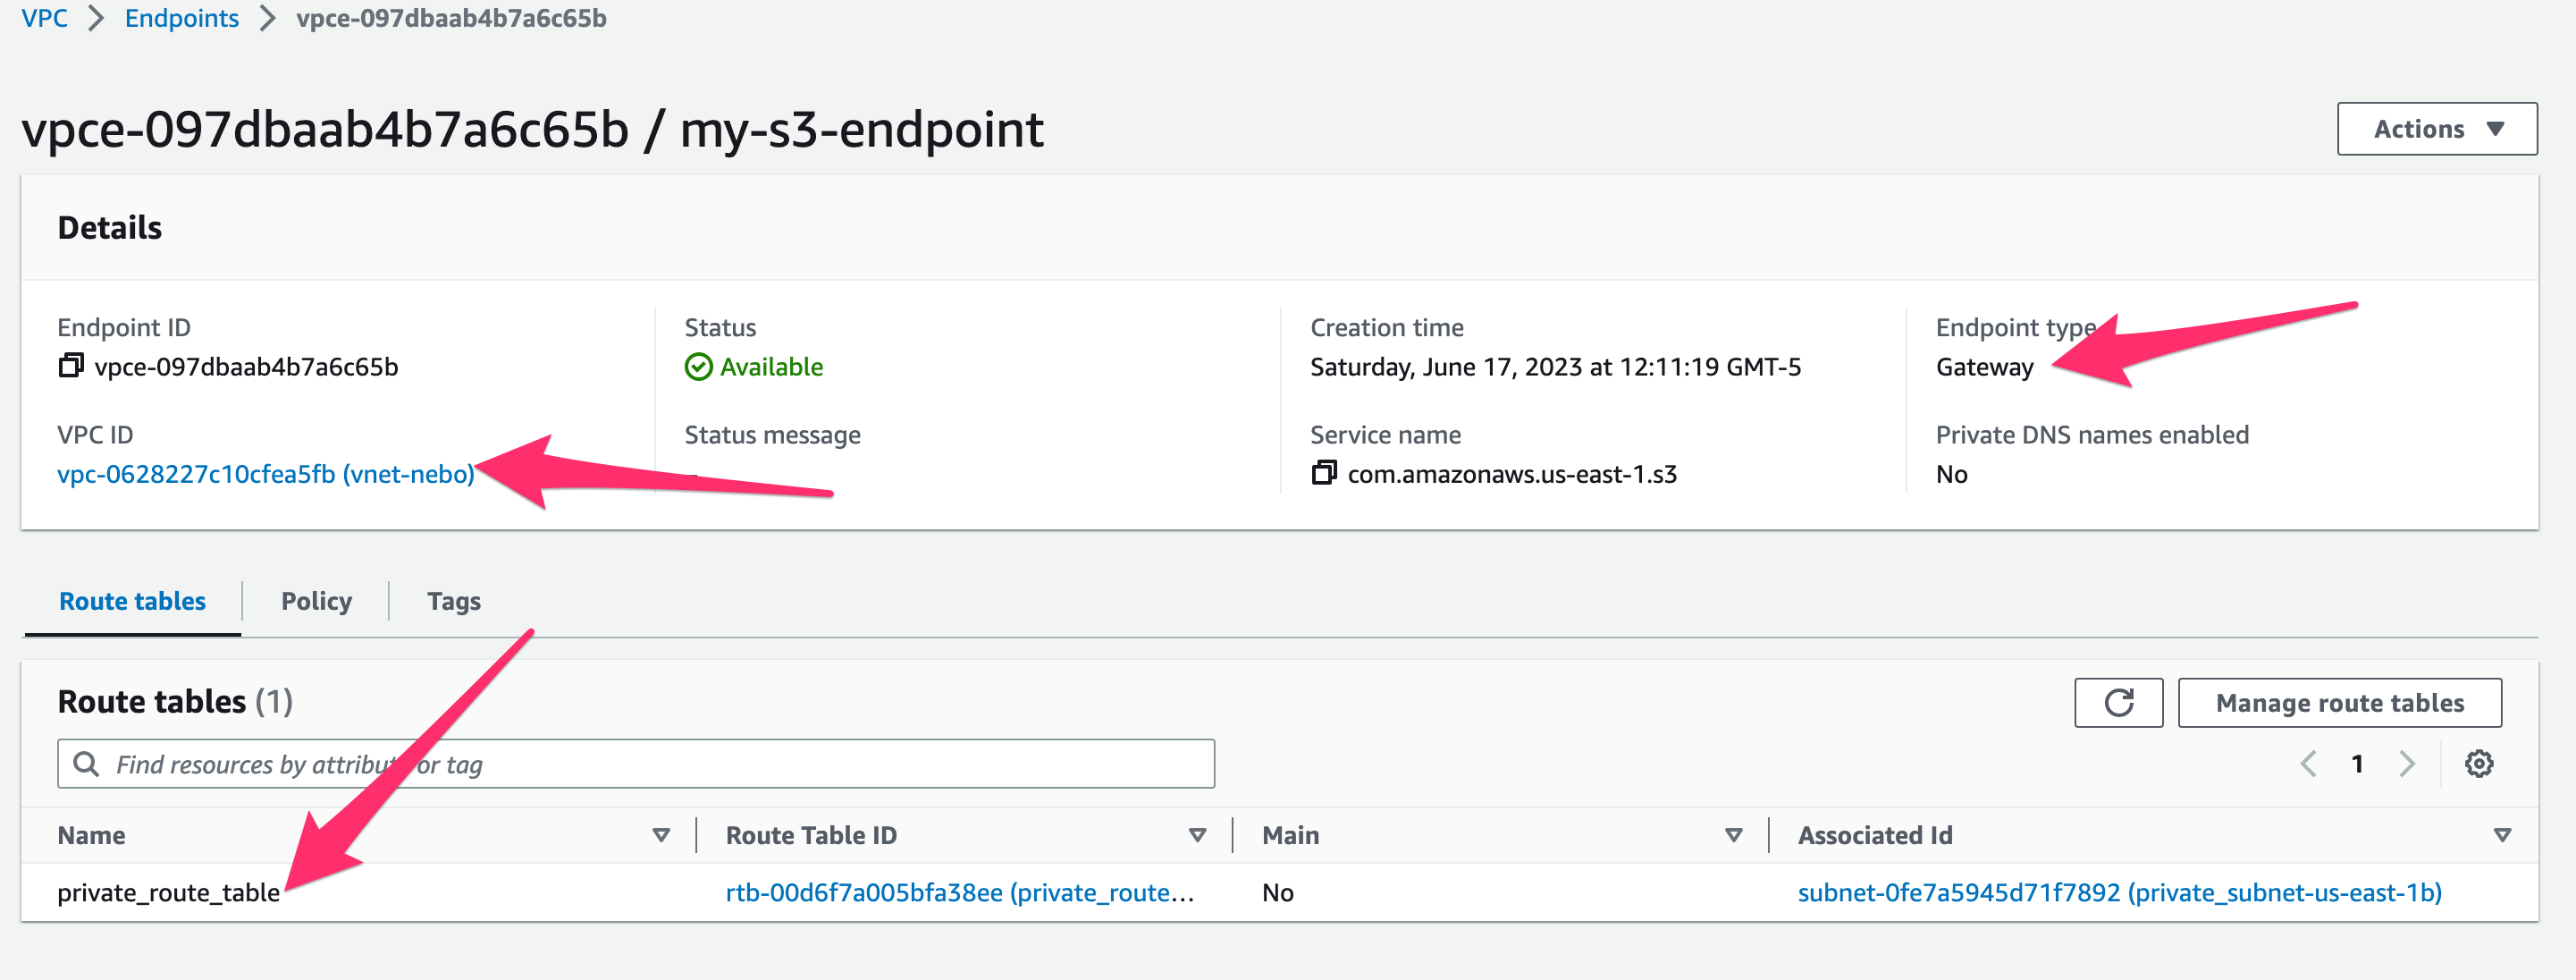 VPC > Endpoints > vpce-097dbaab4b7a6c65b
vpce-097dbaab4b7a6c65b / my-s3-endpoint
Actions
Details
Endpoint ID
vpce-097dbaab4b7a6c65b
Status
Available
Creation time
Saturday, June 17, 2023 at 12:11:19 GMT-5
Endpoint type
Gateway
VPC ID
vpc-0628227c10cfea5fb (vnet-nebo)
Status message
–
Service name
com.amazonaws.us-east-1.s3
Private DNS names enabled
No
Route tables Policy Tags
Route tables (1)
Manage route tables
Find resources by attribute or tag
1
Name Route Table ID Main Associated Id
private_route_table rtb-00d6f7a005bfa38ee (private_route... No subnet-0fe7a5945d71f7892 (private_subnet-us-east-1b)